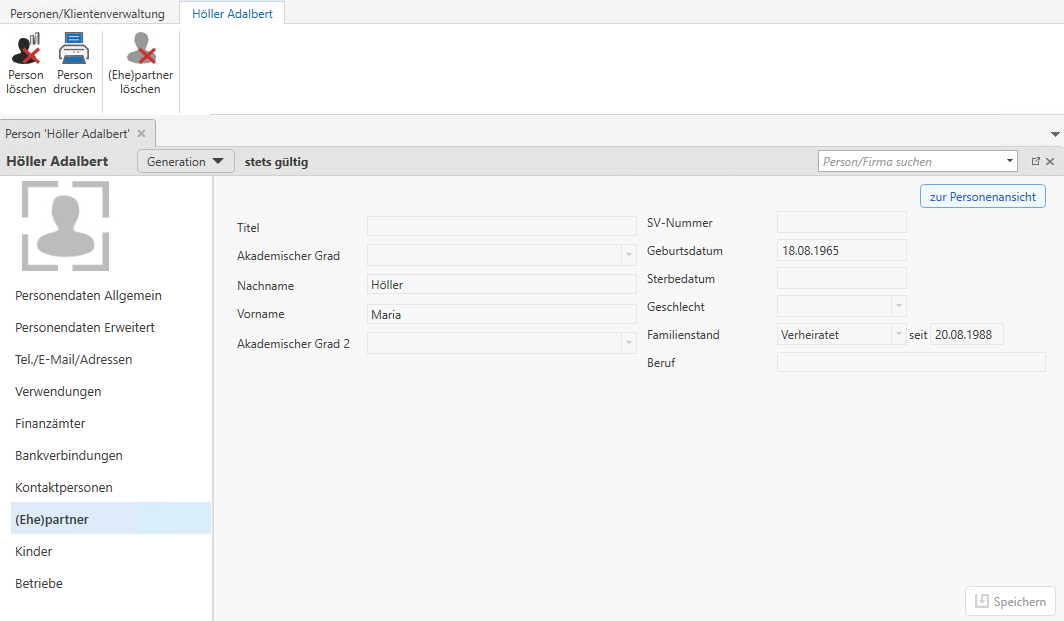 Personen/Klientenverwaltung
Höller Adalbert
Person löschen
Person drucken
(Ehe)partner löschen
Person 'Höller Adalbert'
Höller Adalbert
Generation
stets gültig
Person/Firma suchen
zur Personenansicht
Personendaten Allgemein
Personendaten Erweitert
Tel./E-Mail/Adressen
Verwendungen
Finanzämter
Bankverbindungen
Kontaktpersonen
(Ehe)partner
Kinder
Betriebe
Titel
Akademischer Grad
Nachname Höller
Vorname Maria
Akademischer Grad 2
SV-Nummer
Geburtsdatum 18.08.1965
Sterbedatum
Geschlecht
Familienstand Verheiratet seit 20.08.1988
Beruf
Speichern